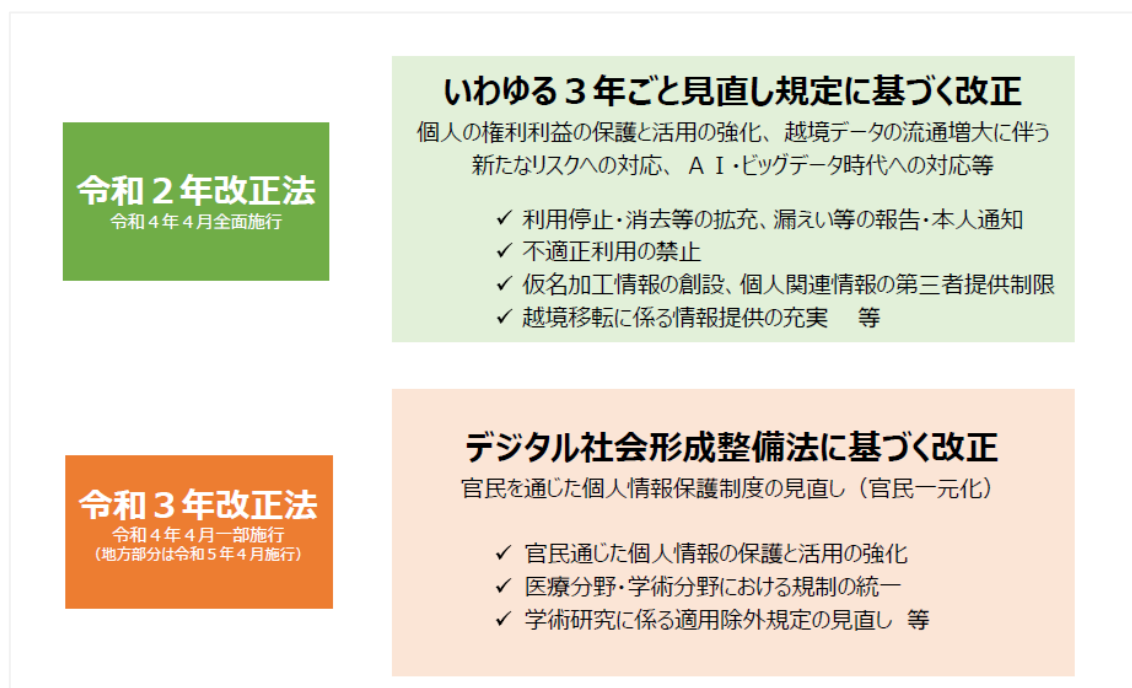 令和２年改正法
令和４年４月全面施行
いわゆる３年ごと見直し規定に基づく改正
個人の権利利益の保護と活用の強化、越境データの流通増大に伴う
新たなリスクへの対応、ＡＩ・ビッグデータ時代への対応等
✓ 利用停止・消去等の拡充、漏えい等の報告・本人通知
✓ 不適正利用の禁止
✓ 仮名加工情報の創設、個人関連情報の第三者提供制限
✓ 越境移転に係る情報提供の充実　等
令和３年改正法
令和４年４月一部施行
（地方部分は令和５年４月施行）
デジタル社会形成整備法に基づく改正
官民を通じた個人情報保護制度の見直し（官民一元化）
✓ 官民通じた個人情報の保護と活用の強化
✓ 医療分野・学術分野における規制の統一
✓ 学術研究に係る適用除外規定の見直し 等